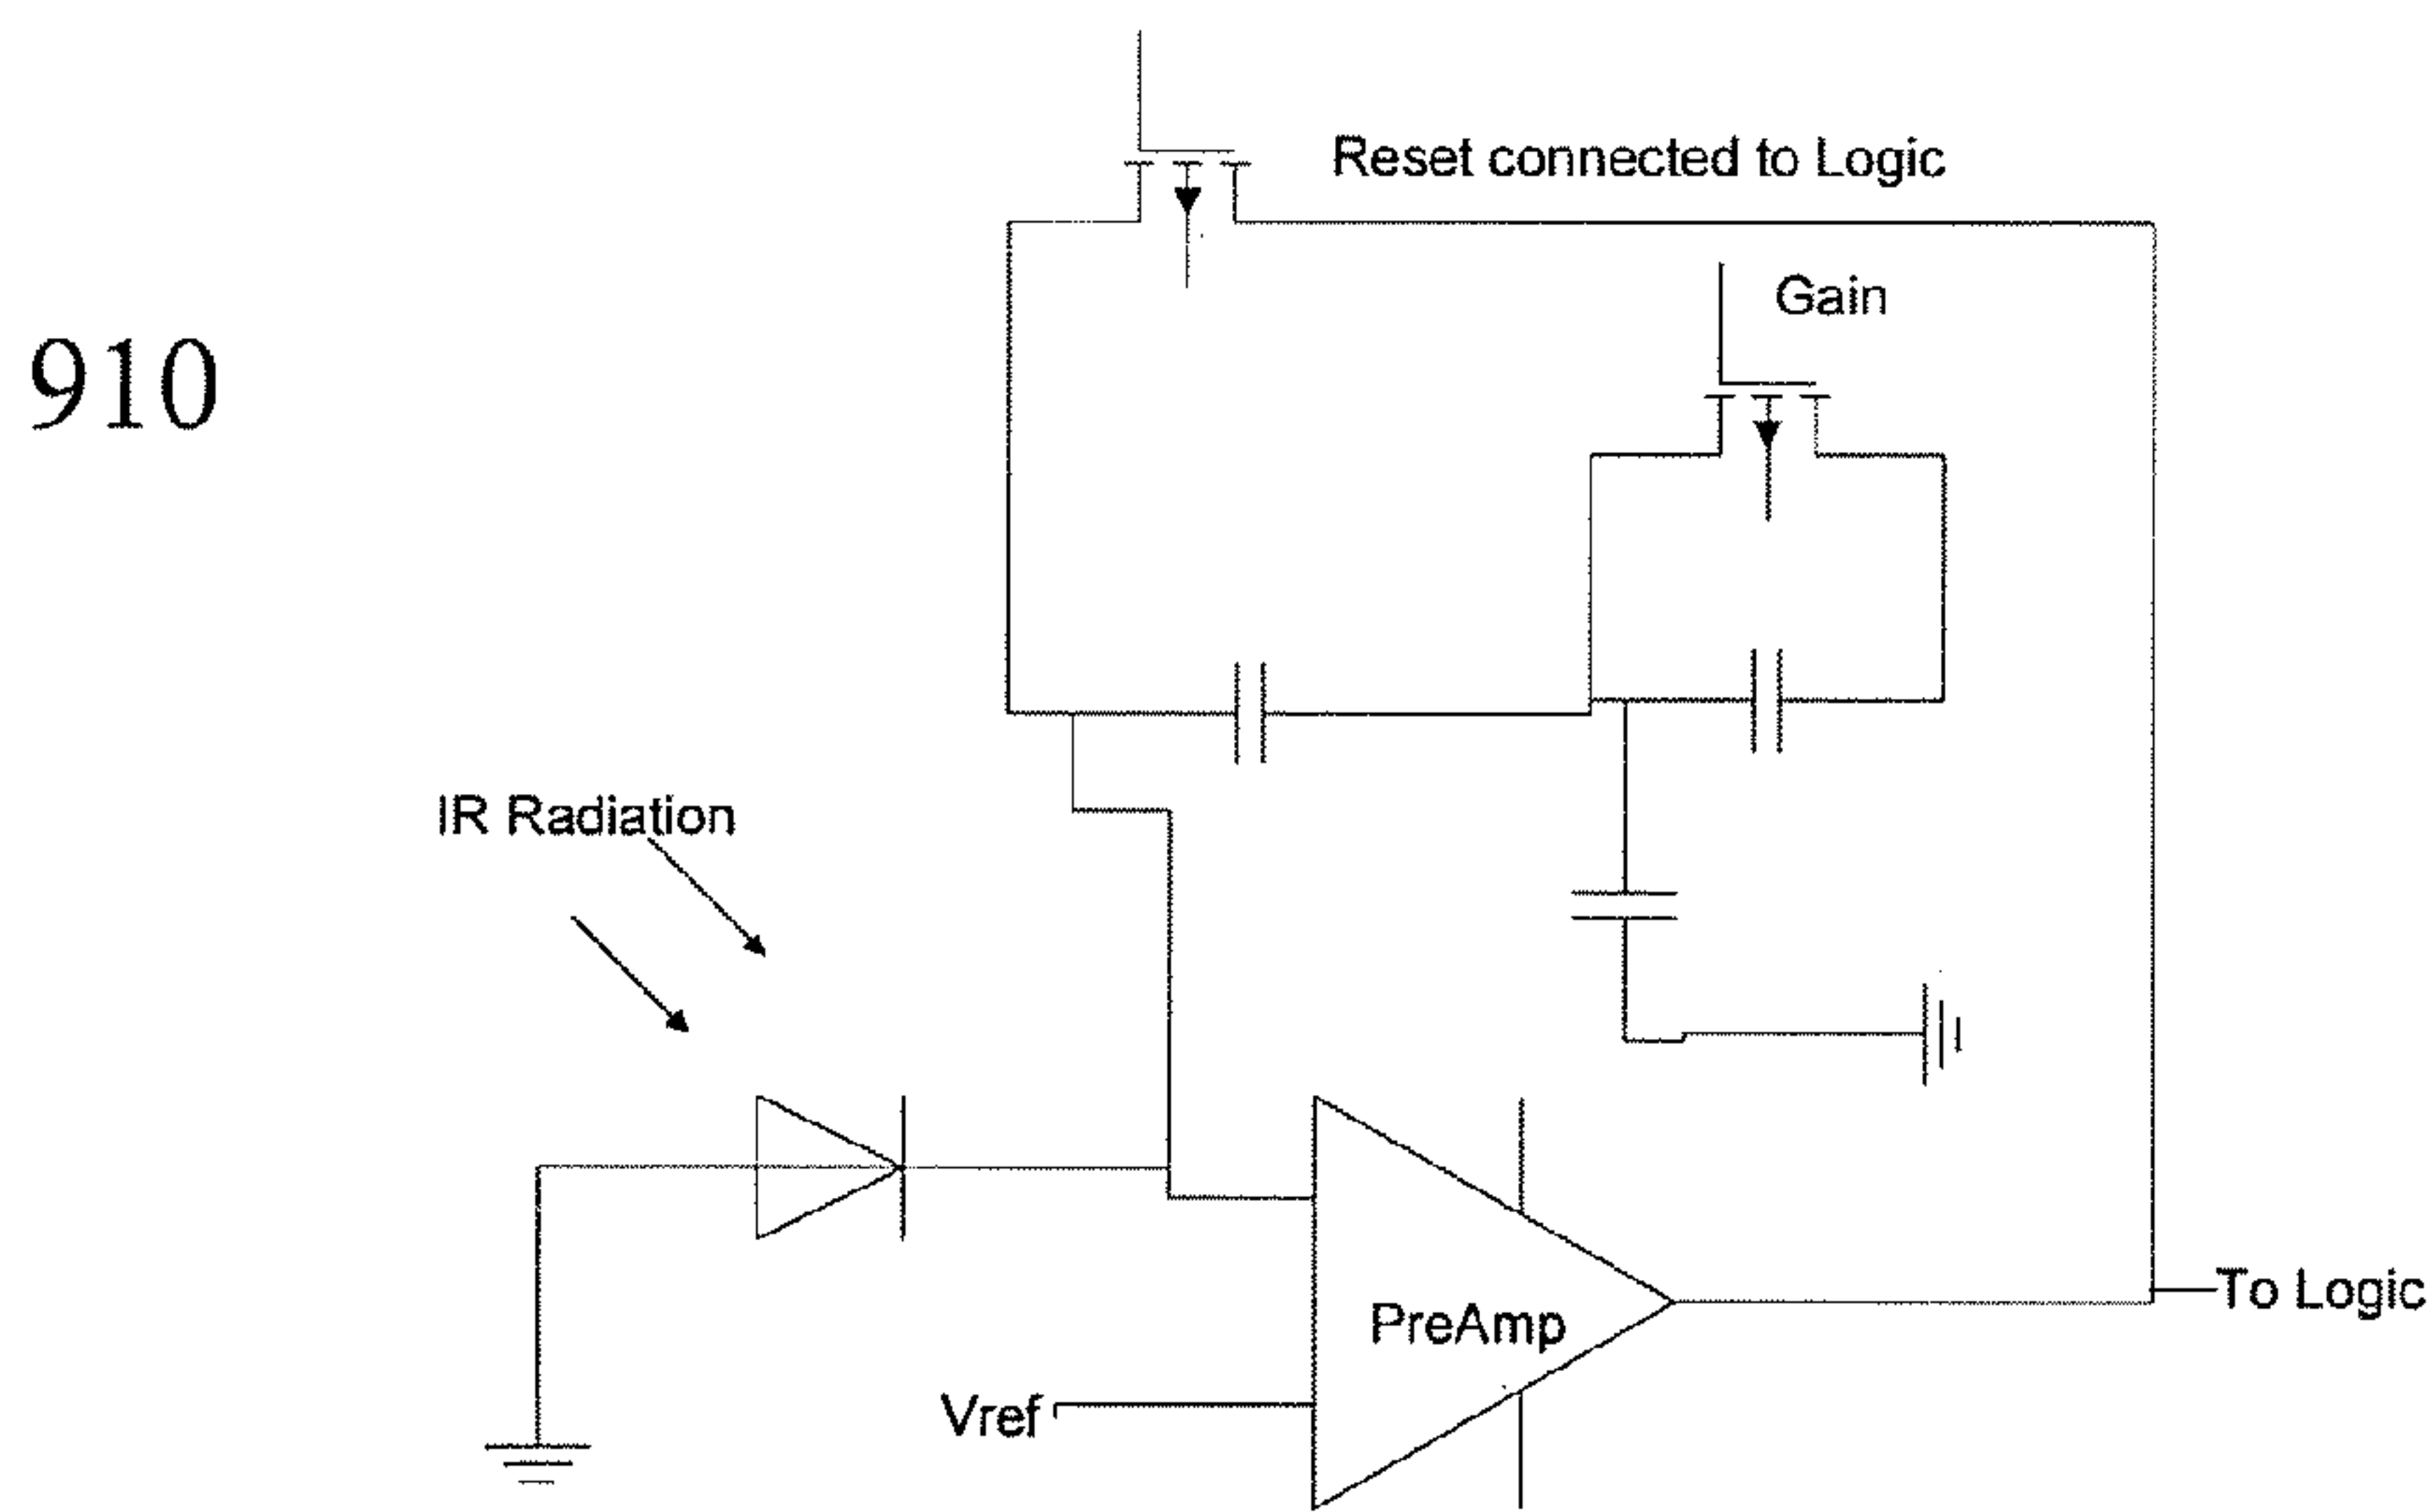 Reset connected to Logic
Gain
910
IR Radiation
PreAmp
To Logic
Vref